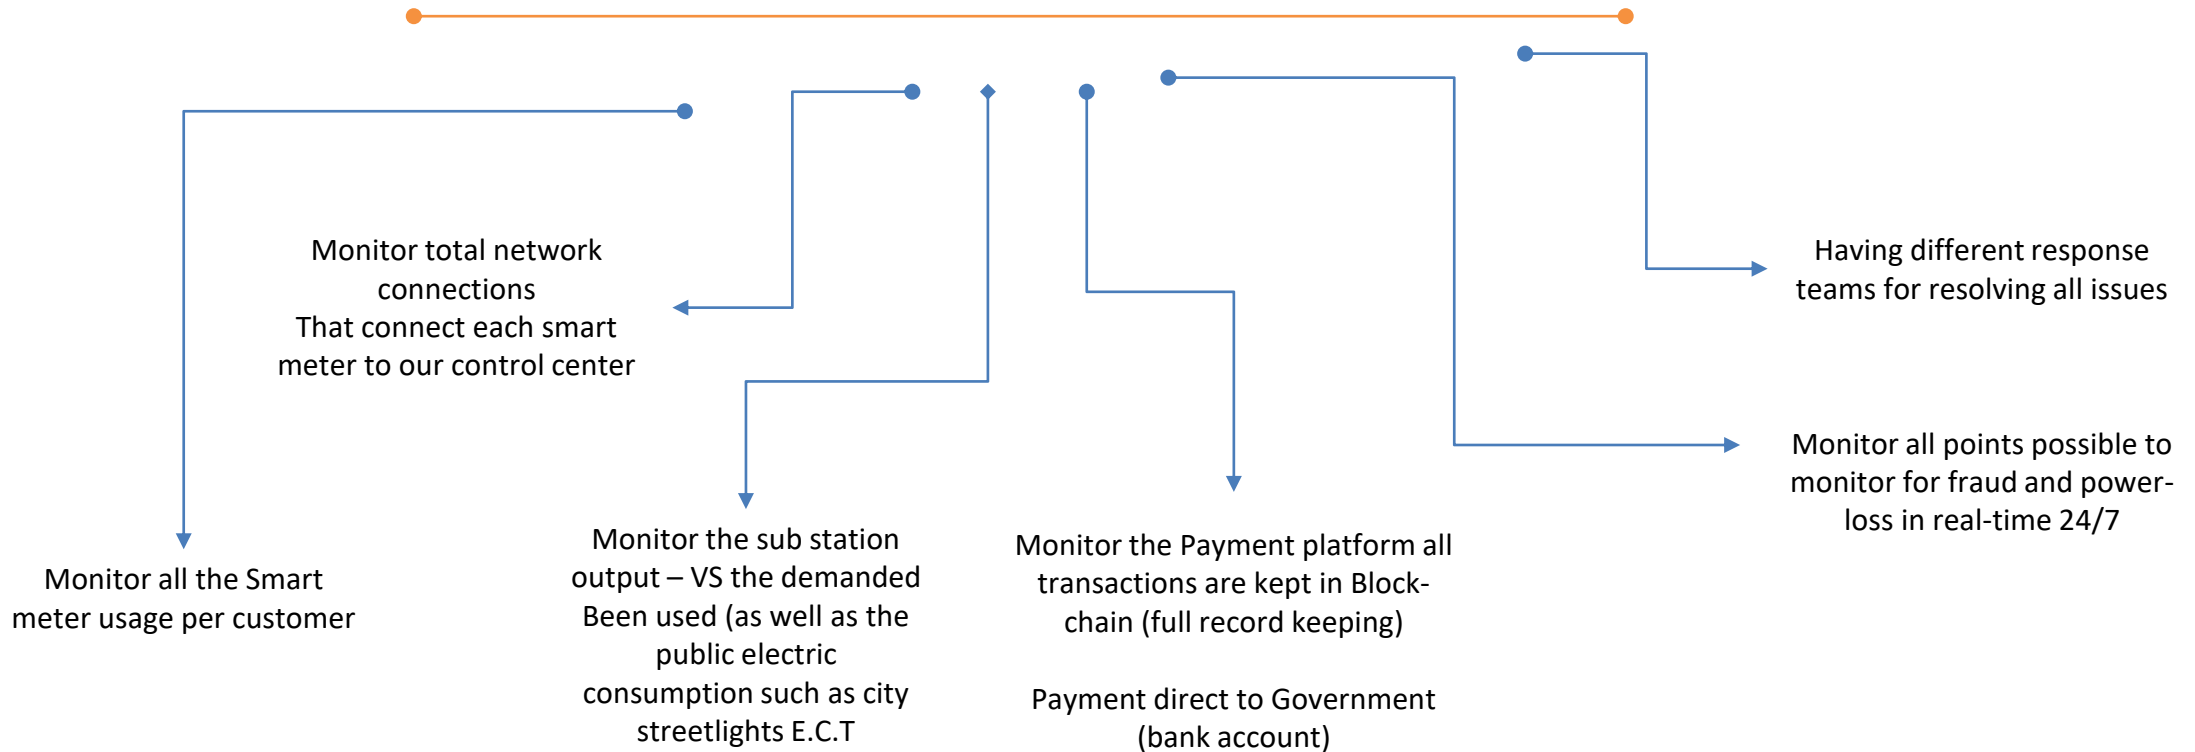 Monitor total network
connections
That connect each smart
meter to our control center
Having different response
teams for resolving all issues
Monitor all points possible to
monitor for fraud and power-
loss in real-time 24/7
Monitor all the Smart
meter usage per customer
Monitor the sub station
output – VS the demanded
Been used (as well as the
public electric
consumption such as city
streetlights E.C.T
Monitor the Payment platform all
transactions are kept in Block-
chain (full record keeping)
Payment direct to Government
(bank account)